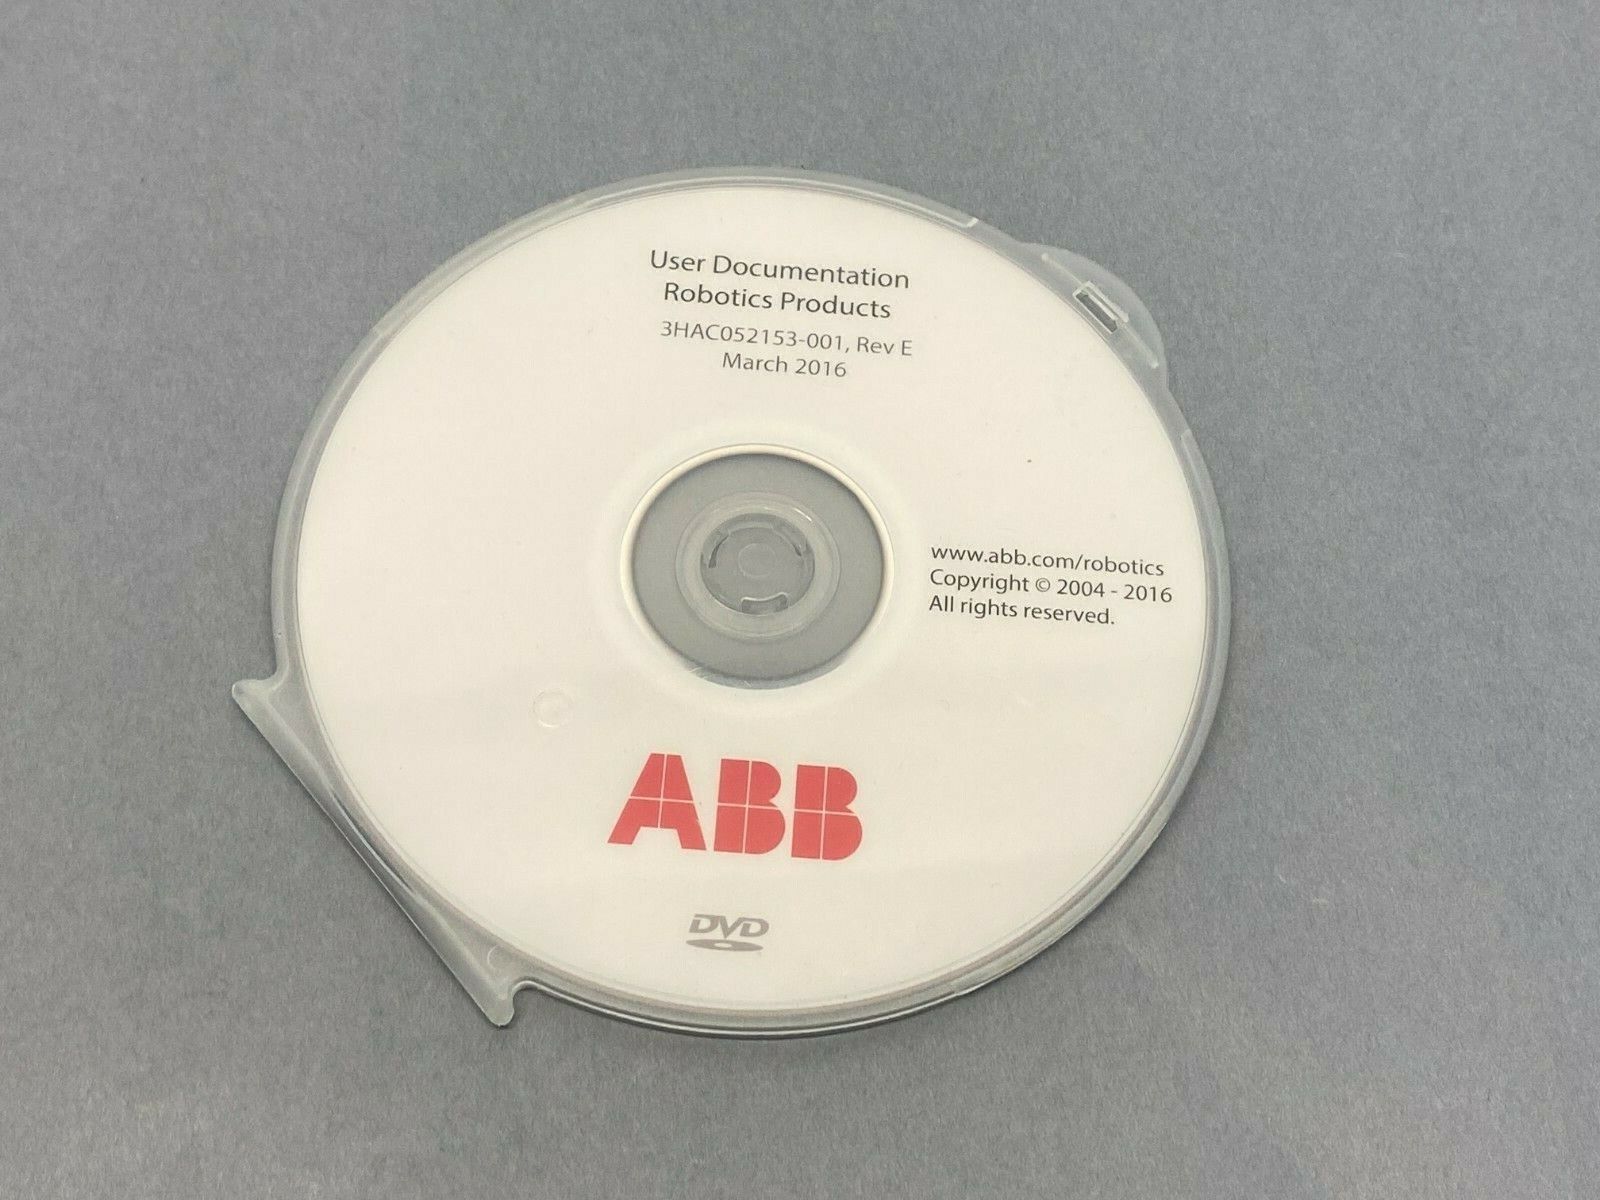 User Documentation
Robotics Products
3HAC052153-001, Rev E
March 2016
www.abb.com/robotics
Copyright © 2004 - 2016
All rights reserved.
ABB
DVD